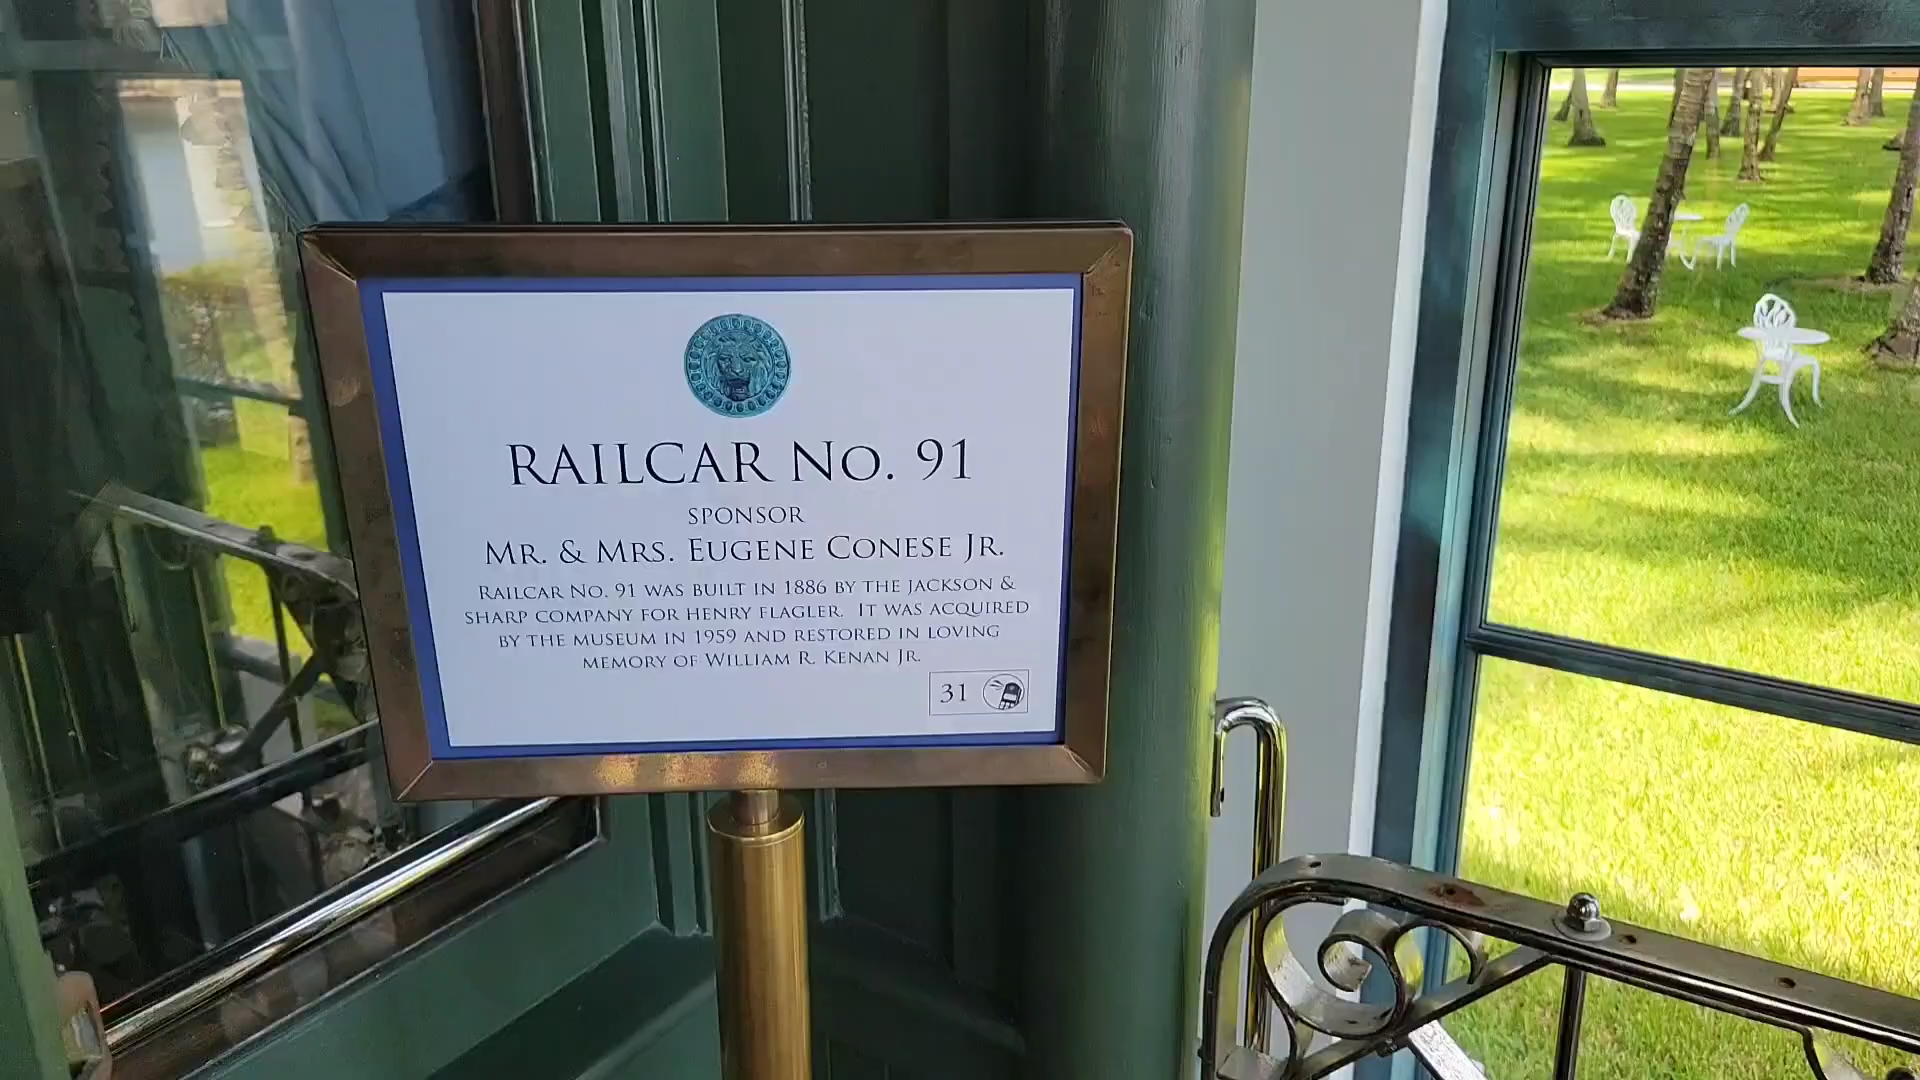 RAILCAR NO. 91
SPONSOR
MR. & MRS. EUGENE CONESE JR.
RAILCAR NO. 91 WAS BUILT IN 1886 BY THE JACKSON &
SHARP COMPANY FOR HENRY FLAGLER. IT WAS ACQUIRED
BY THE MUSEUM IN 1959 AND RESTORED IN LOVING
MEMORY OF WILLIAM R. KENAN JR.
31